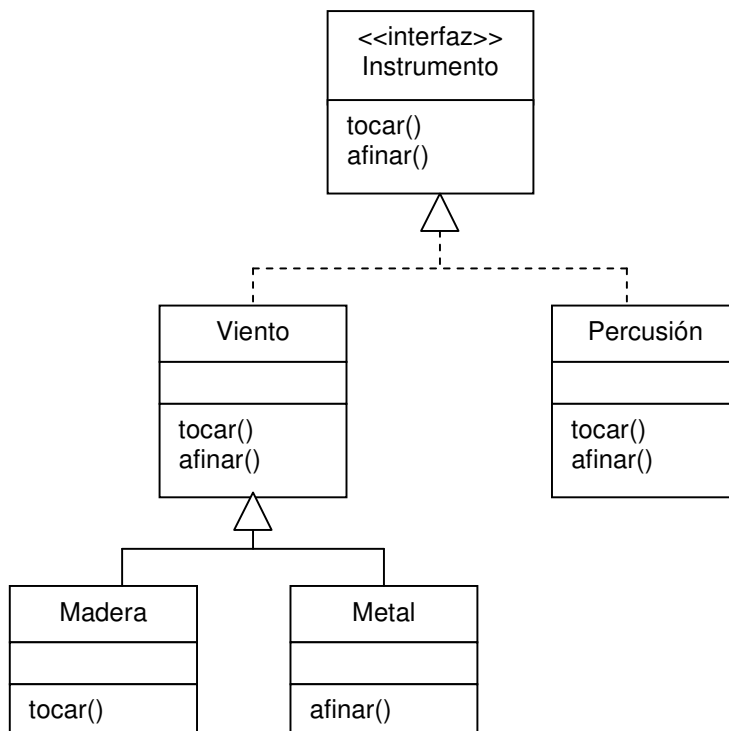 <<interfaz>>
Instrumento
tocar()
afinar()
Viento
tocar()
afinar()
Percusión
tocar()
afinar()
Madera
tocar()
Metal
afinar()